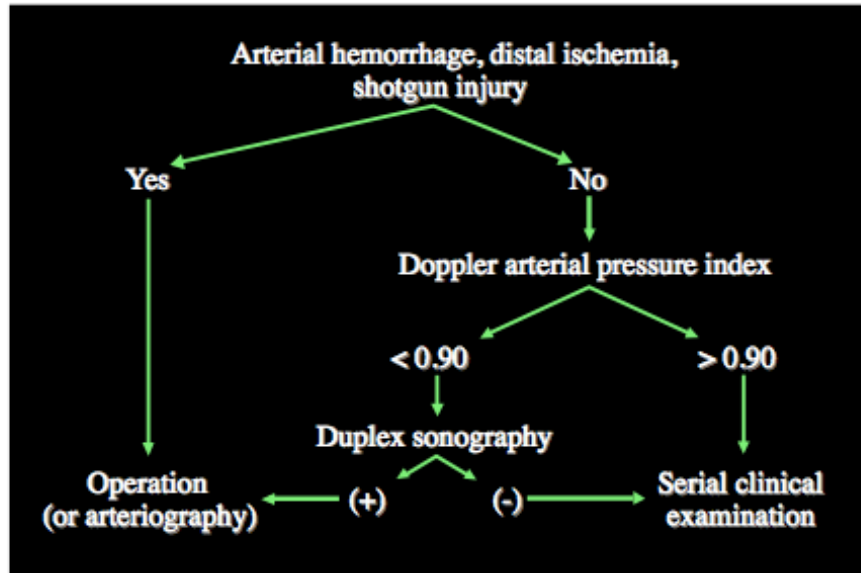 Arterial hemorrhage, distal ischemia,
shotgun injury
Yes
No
Doppler arterial pressure index
< 0.90
> 0.90
Duplex sonography
Operation
(or arteriography)
(+)
(-)
Serial clinical
examination